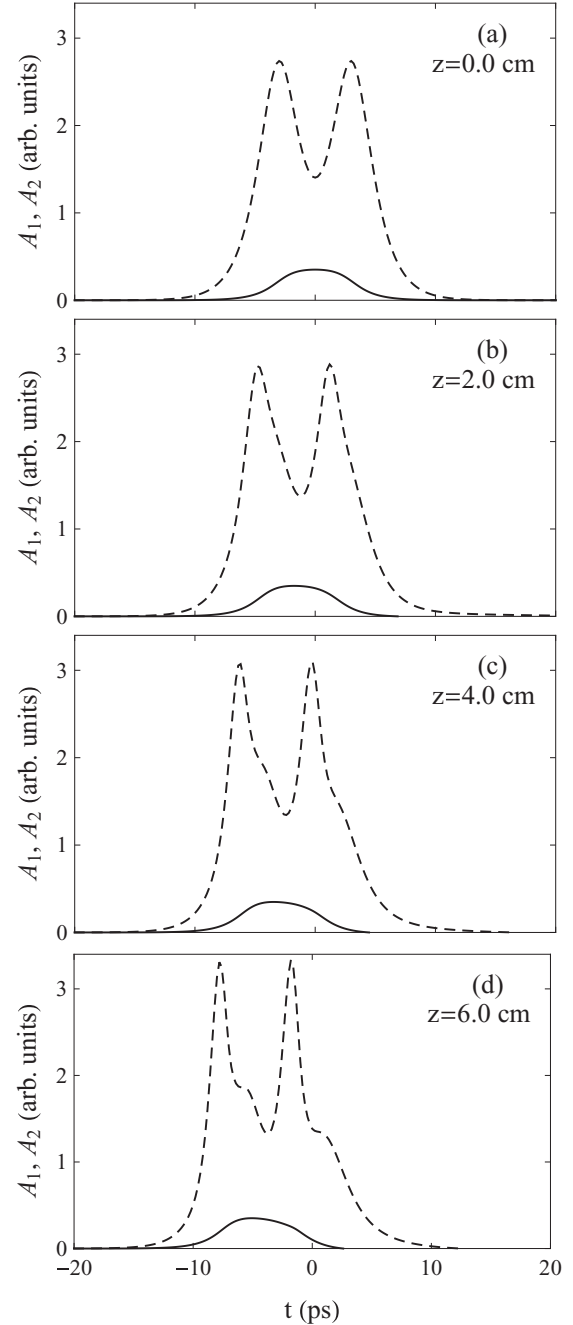 (a)
z=0.0 cm
A₁, A₂ (arb. units)
3
2
1
0
(b)
z=2.0 cm
A₁, A₂ (arb. units)
3
2
1
0
(c)
z=4.0 cm
A₁, A₂ (arb. units)
3
2
1
0
(d)
z=6.0 cm
A₁, A₂ (arb. units)
3
2
1
0
−20 −10 0 10 20
t (ps)